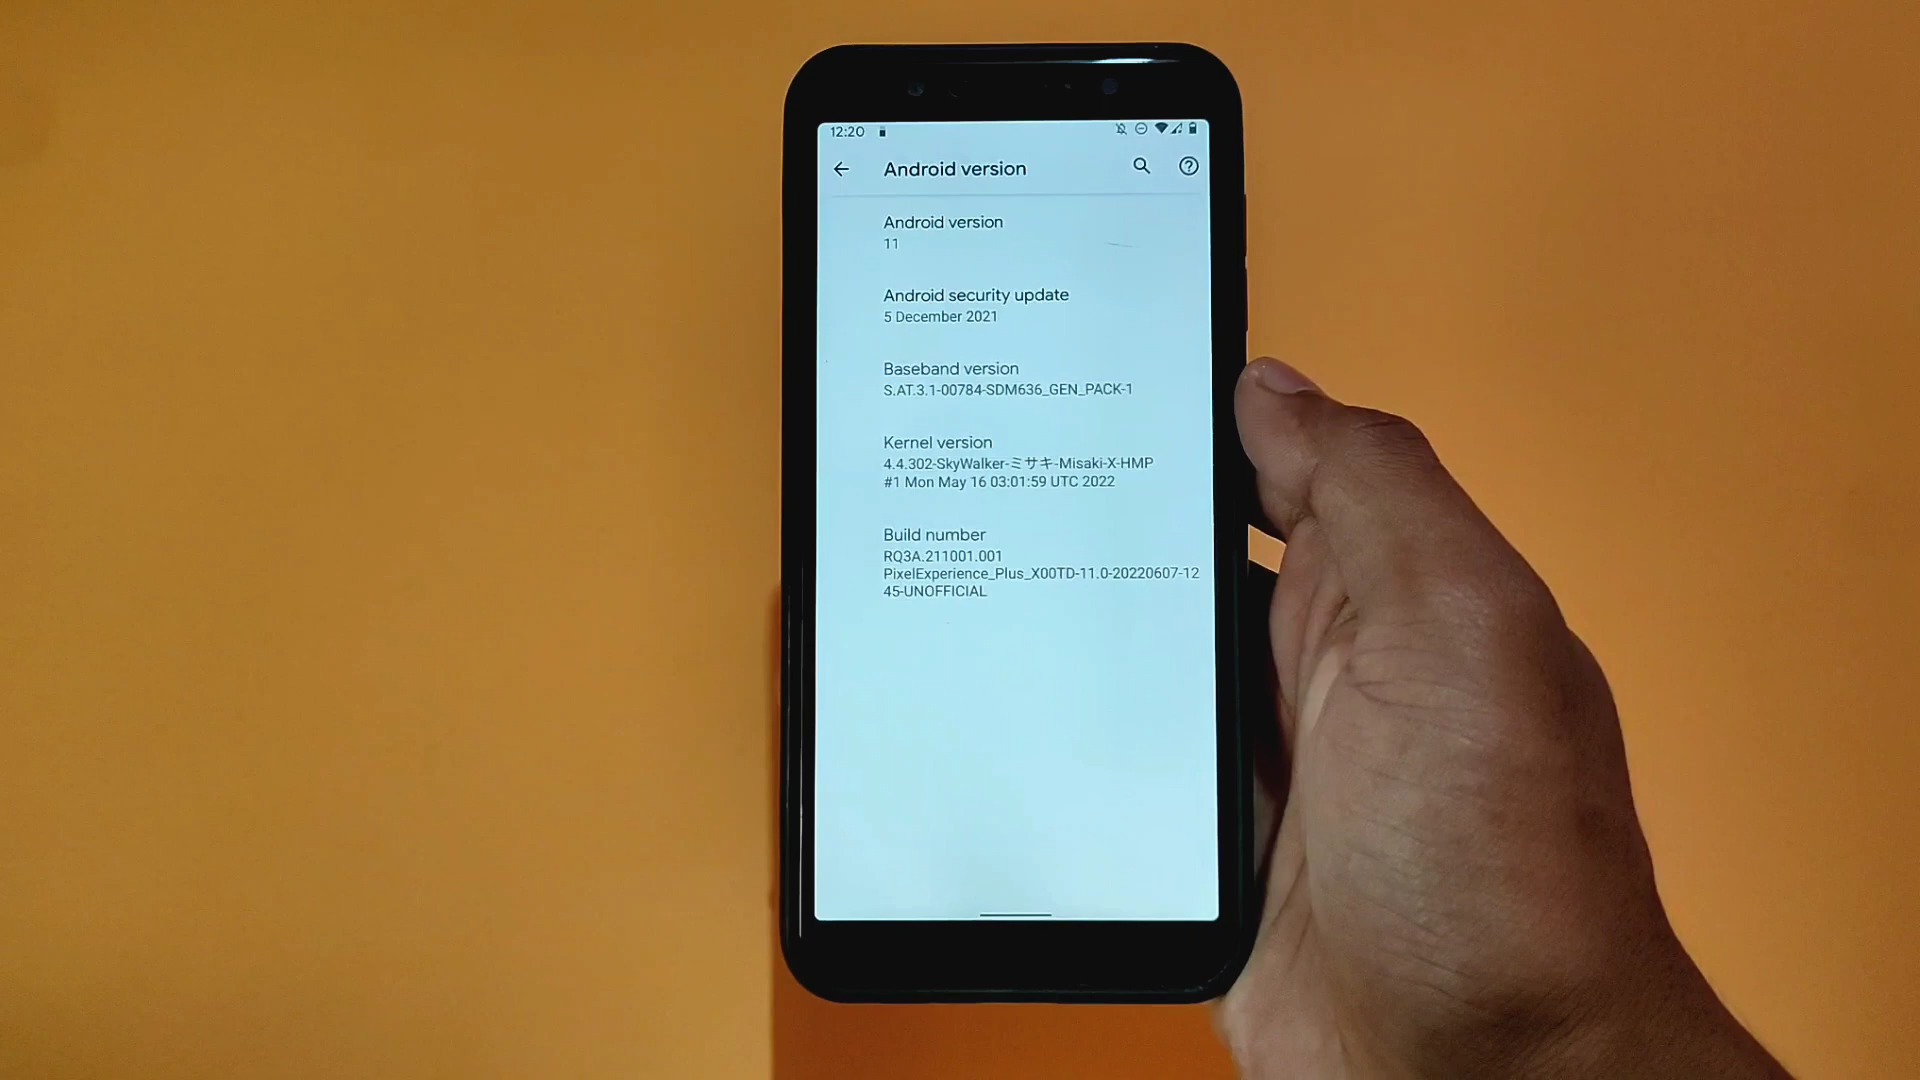 12:20
Android version
Android version
11
Android security update
5 December 2021
Baseband version
S.AT.3.1-00784-SDM636_GEN_PACK-1
Kernel version
4.4.302-SkyWalker-ミサキ-Misaki-X-HMP
#1 Mon May 16 03:01:59 UTC 2022
Build number
RQ3A.211001.001
PixelExperience_Plus_X00TD-11.0-20220607-12
45-UNOFFICIAL